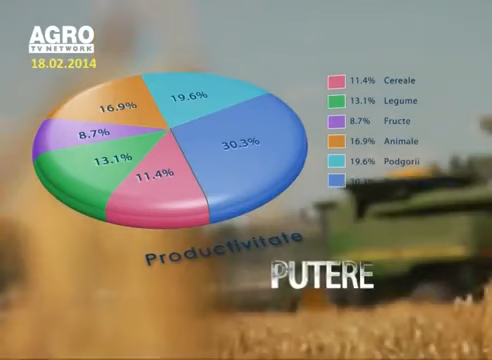 AGRO
TV NETWORK
18.02.2014
16.9%
19.6%
8.7%
30.3%
13.1%
11.4%
11.4% Cereale
13.1% Legume
8.7% Fructe
16.9% Animale
19.6% Podgorii
Productivitate
PUTERE